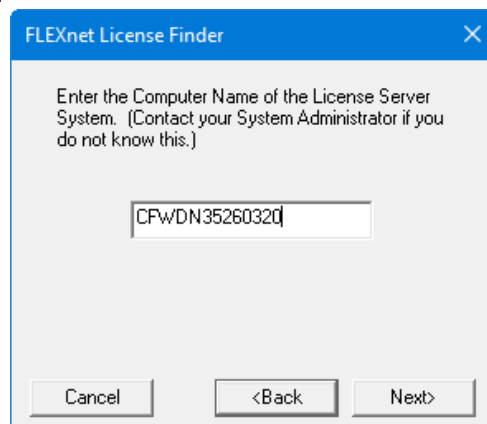 FLEXnet License Finder
Enter the Computer Name of the License Server
System.  (Contact your System Administrator if you
do not know this.)
CFWDN35260320
Cancel
<Back
Next>